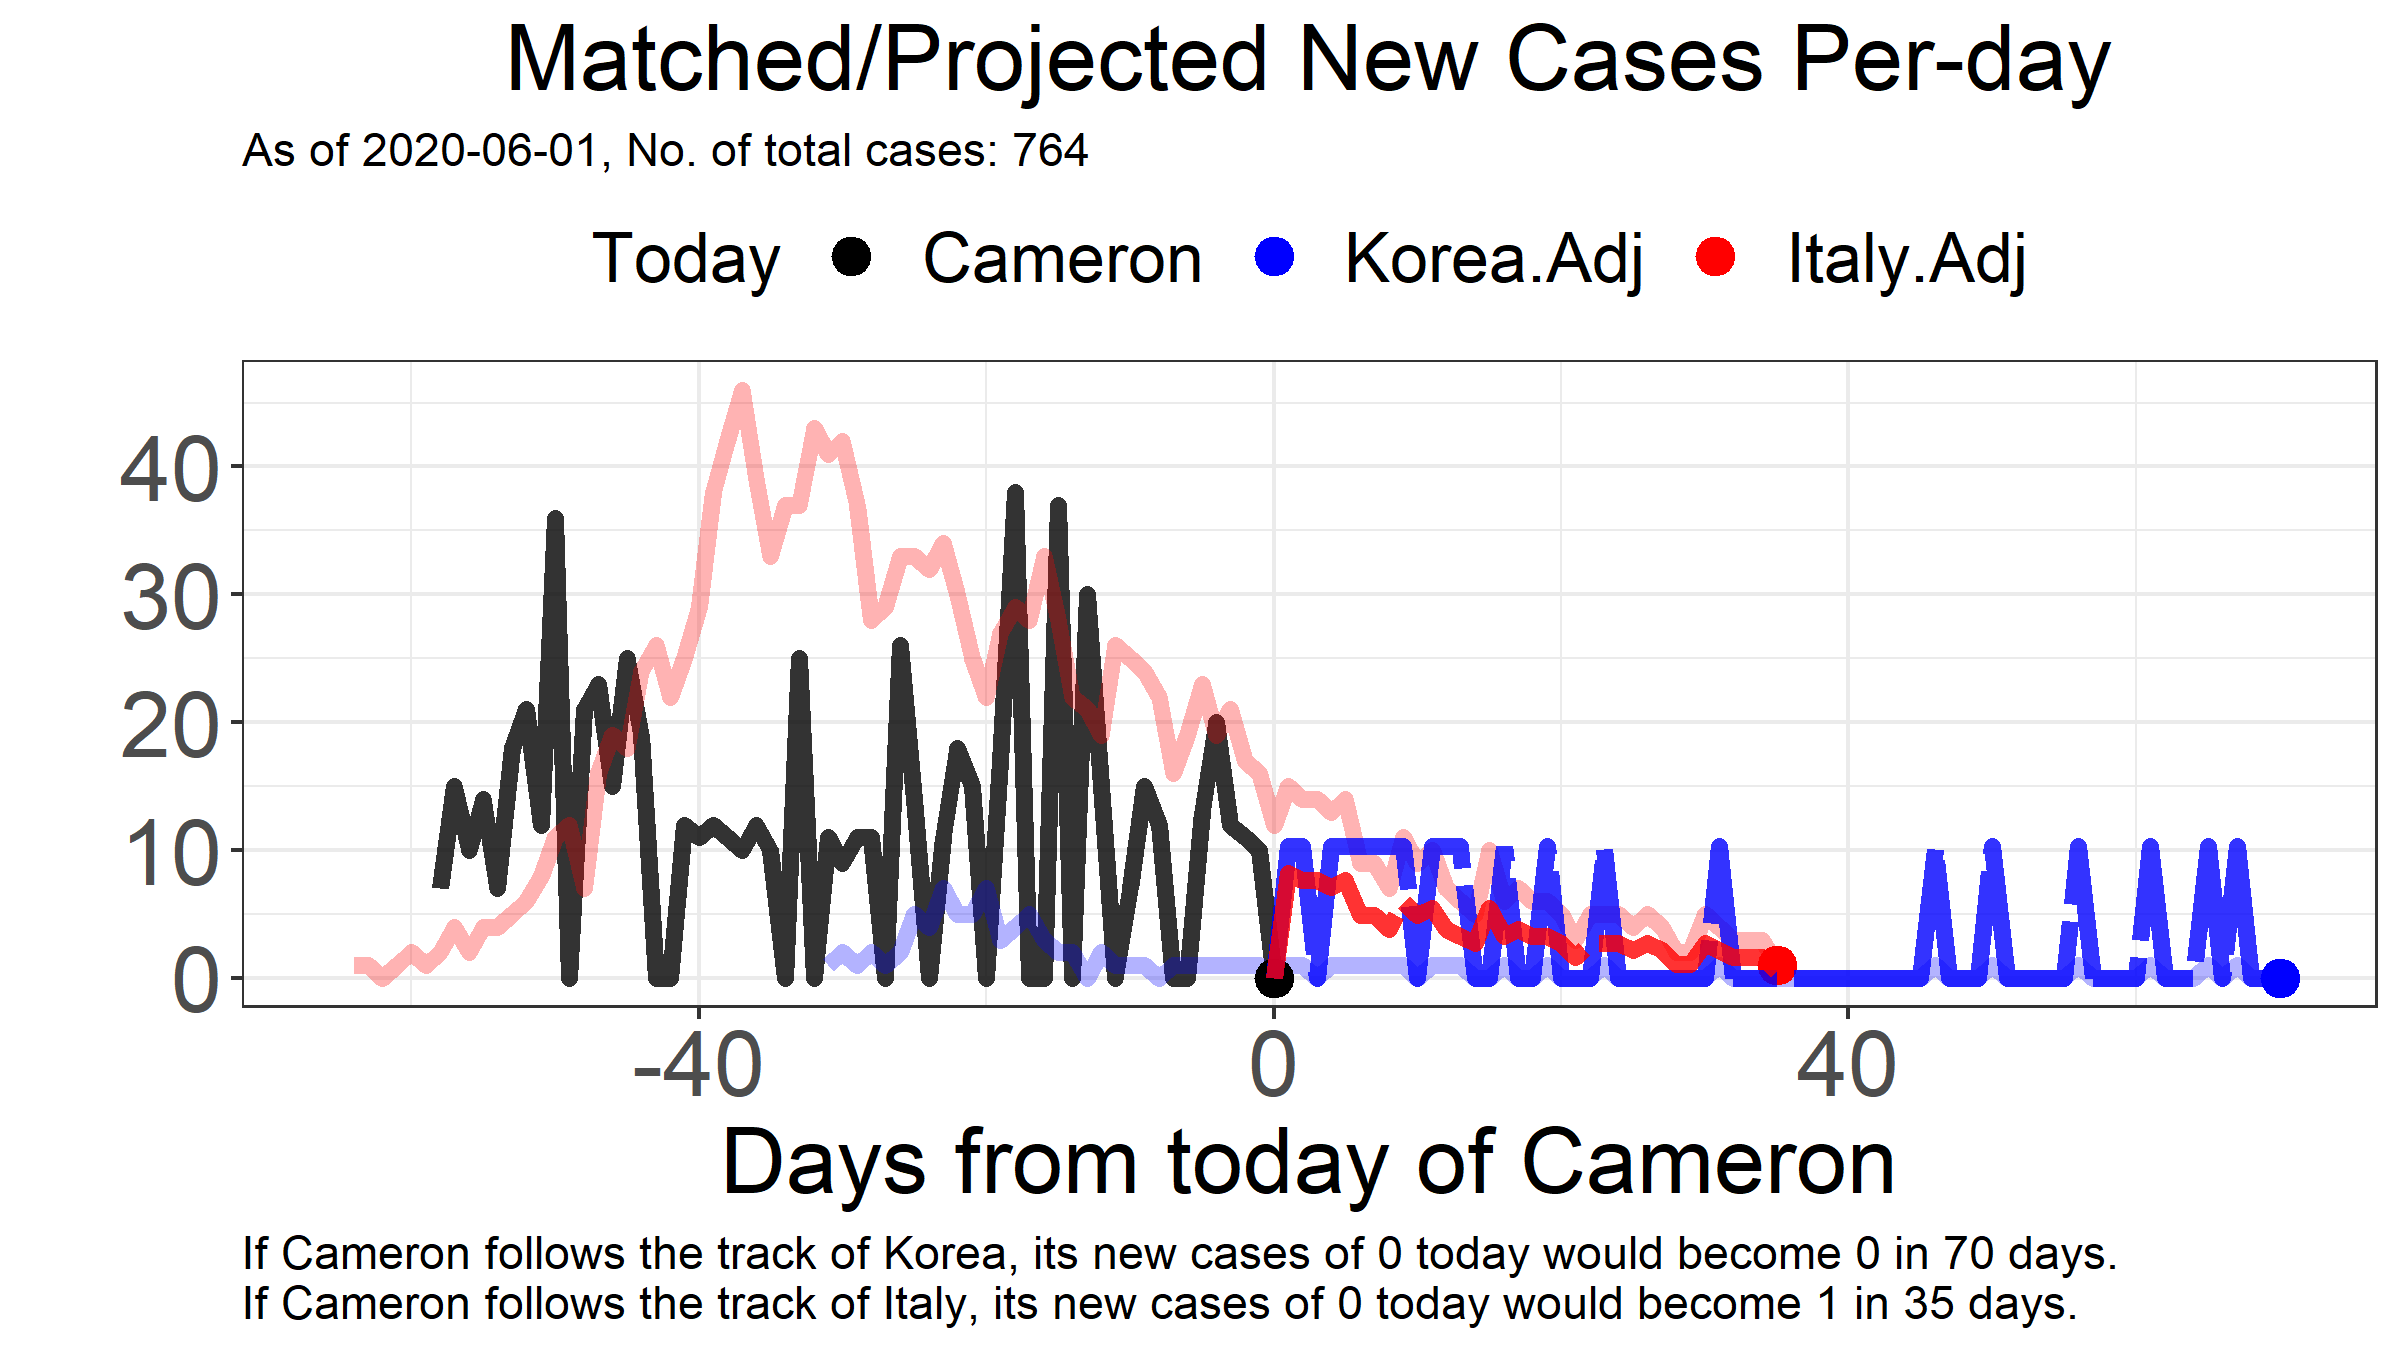 Matched/Projected New Cases Per-day
As of 2020-06-01, No. of total cases: 764
Today Cameron Korea.Adj Italy.Adj
40
30
20
10
0
-40 0 40
Days from today of Cameron
If Cameron follows the track of Korea, its new cases of 0 today would become 0 in 70 days.
If Cameron follows the track of Italy, its new cases of 0 today would become 1 in 35 days.